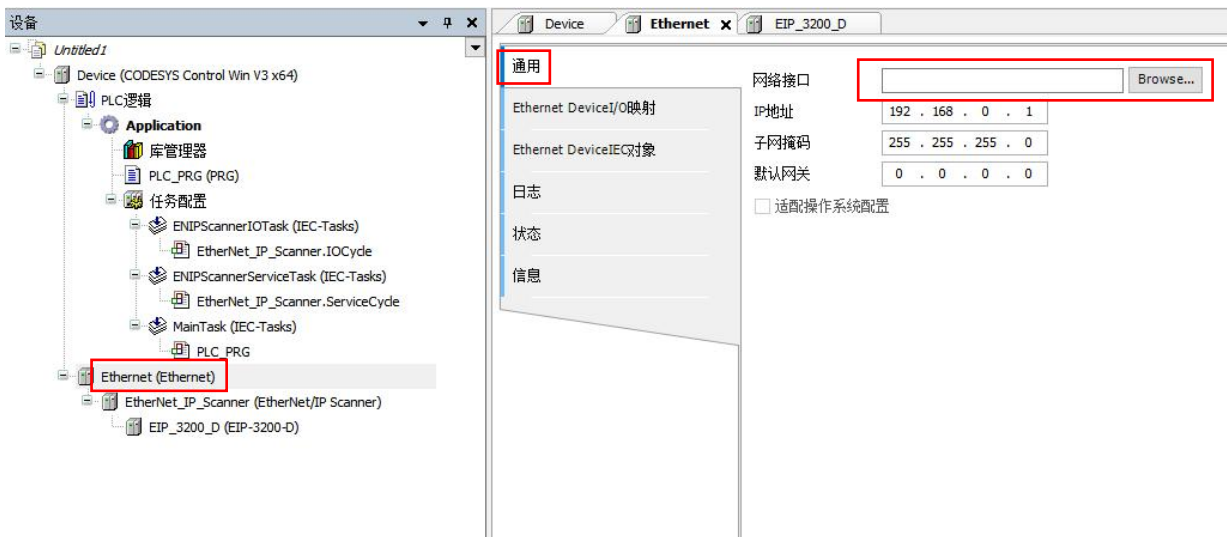 设备
Untitled1
Device (CODESYS Control Win V3 x64)
PLC逻辑
Application
库管理器
PLC_PRG (PRG)
任务配置
ENIPScannerIOTask (IEC-Tasks)
EtherNet_IP_Scanner.IOCycle
ENIPScannerServiceTask (IEC-Tasks)
EtherNet_IP_Scanner.ServiceCycle
MainTask (IEC-Tasks)
PLC_PRG
Ethernet (Ethernet)
EtherNet_IP_Scanner (EtherNet/IP Scanner)
EIP_3200_D (EIP-3200-D)
Device Ethernet EIP_3200_D
通用
Ethernet DeviceI/O映射
Ethernet DeviceIEC对象
日志
状态
信息
网络接口 Browse...
IP地址 192 . 168 . 0 . 1
子网掩码 255 . 255 . 255 . 0
默认网关 0 . 0 . 0 . 0
适配操作系统配置